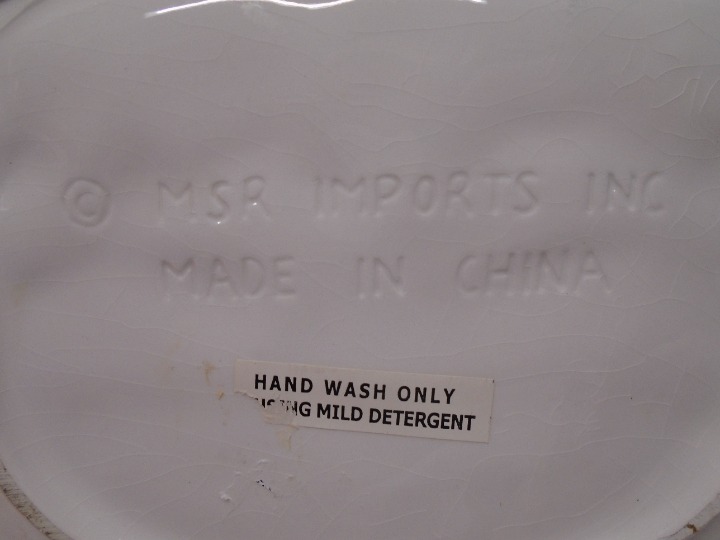 © MSR IMPORTS INC
MADE IN CHINA
HAND WASH ONLY
MILD DETERGENT